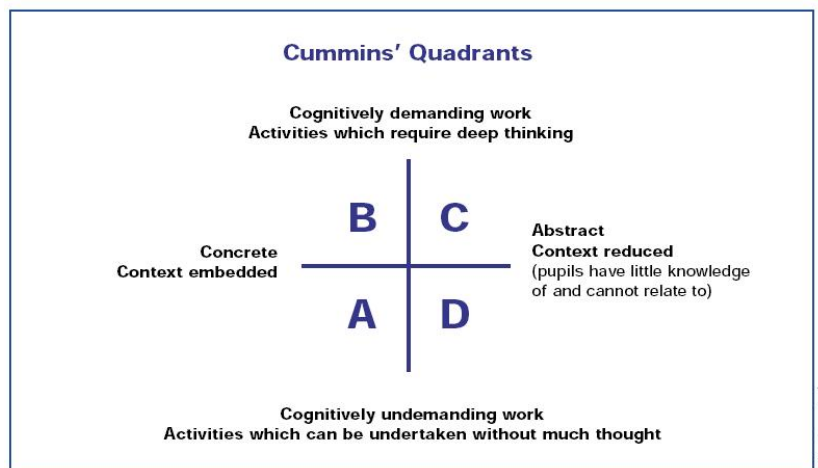 Cummins’ Quadrants
Cognitively demanding work
Activities which require deep thinking
B C
Concrete
Context embedded
Abstract
Context reduced
(pupils have little knowledge
of and cannot relate to)
A D
Cognitively undemanding work
Activities which can be undertaken without much thought